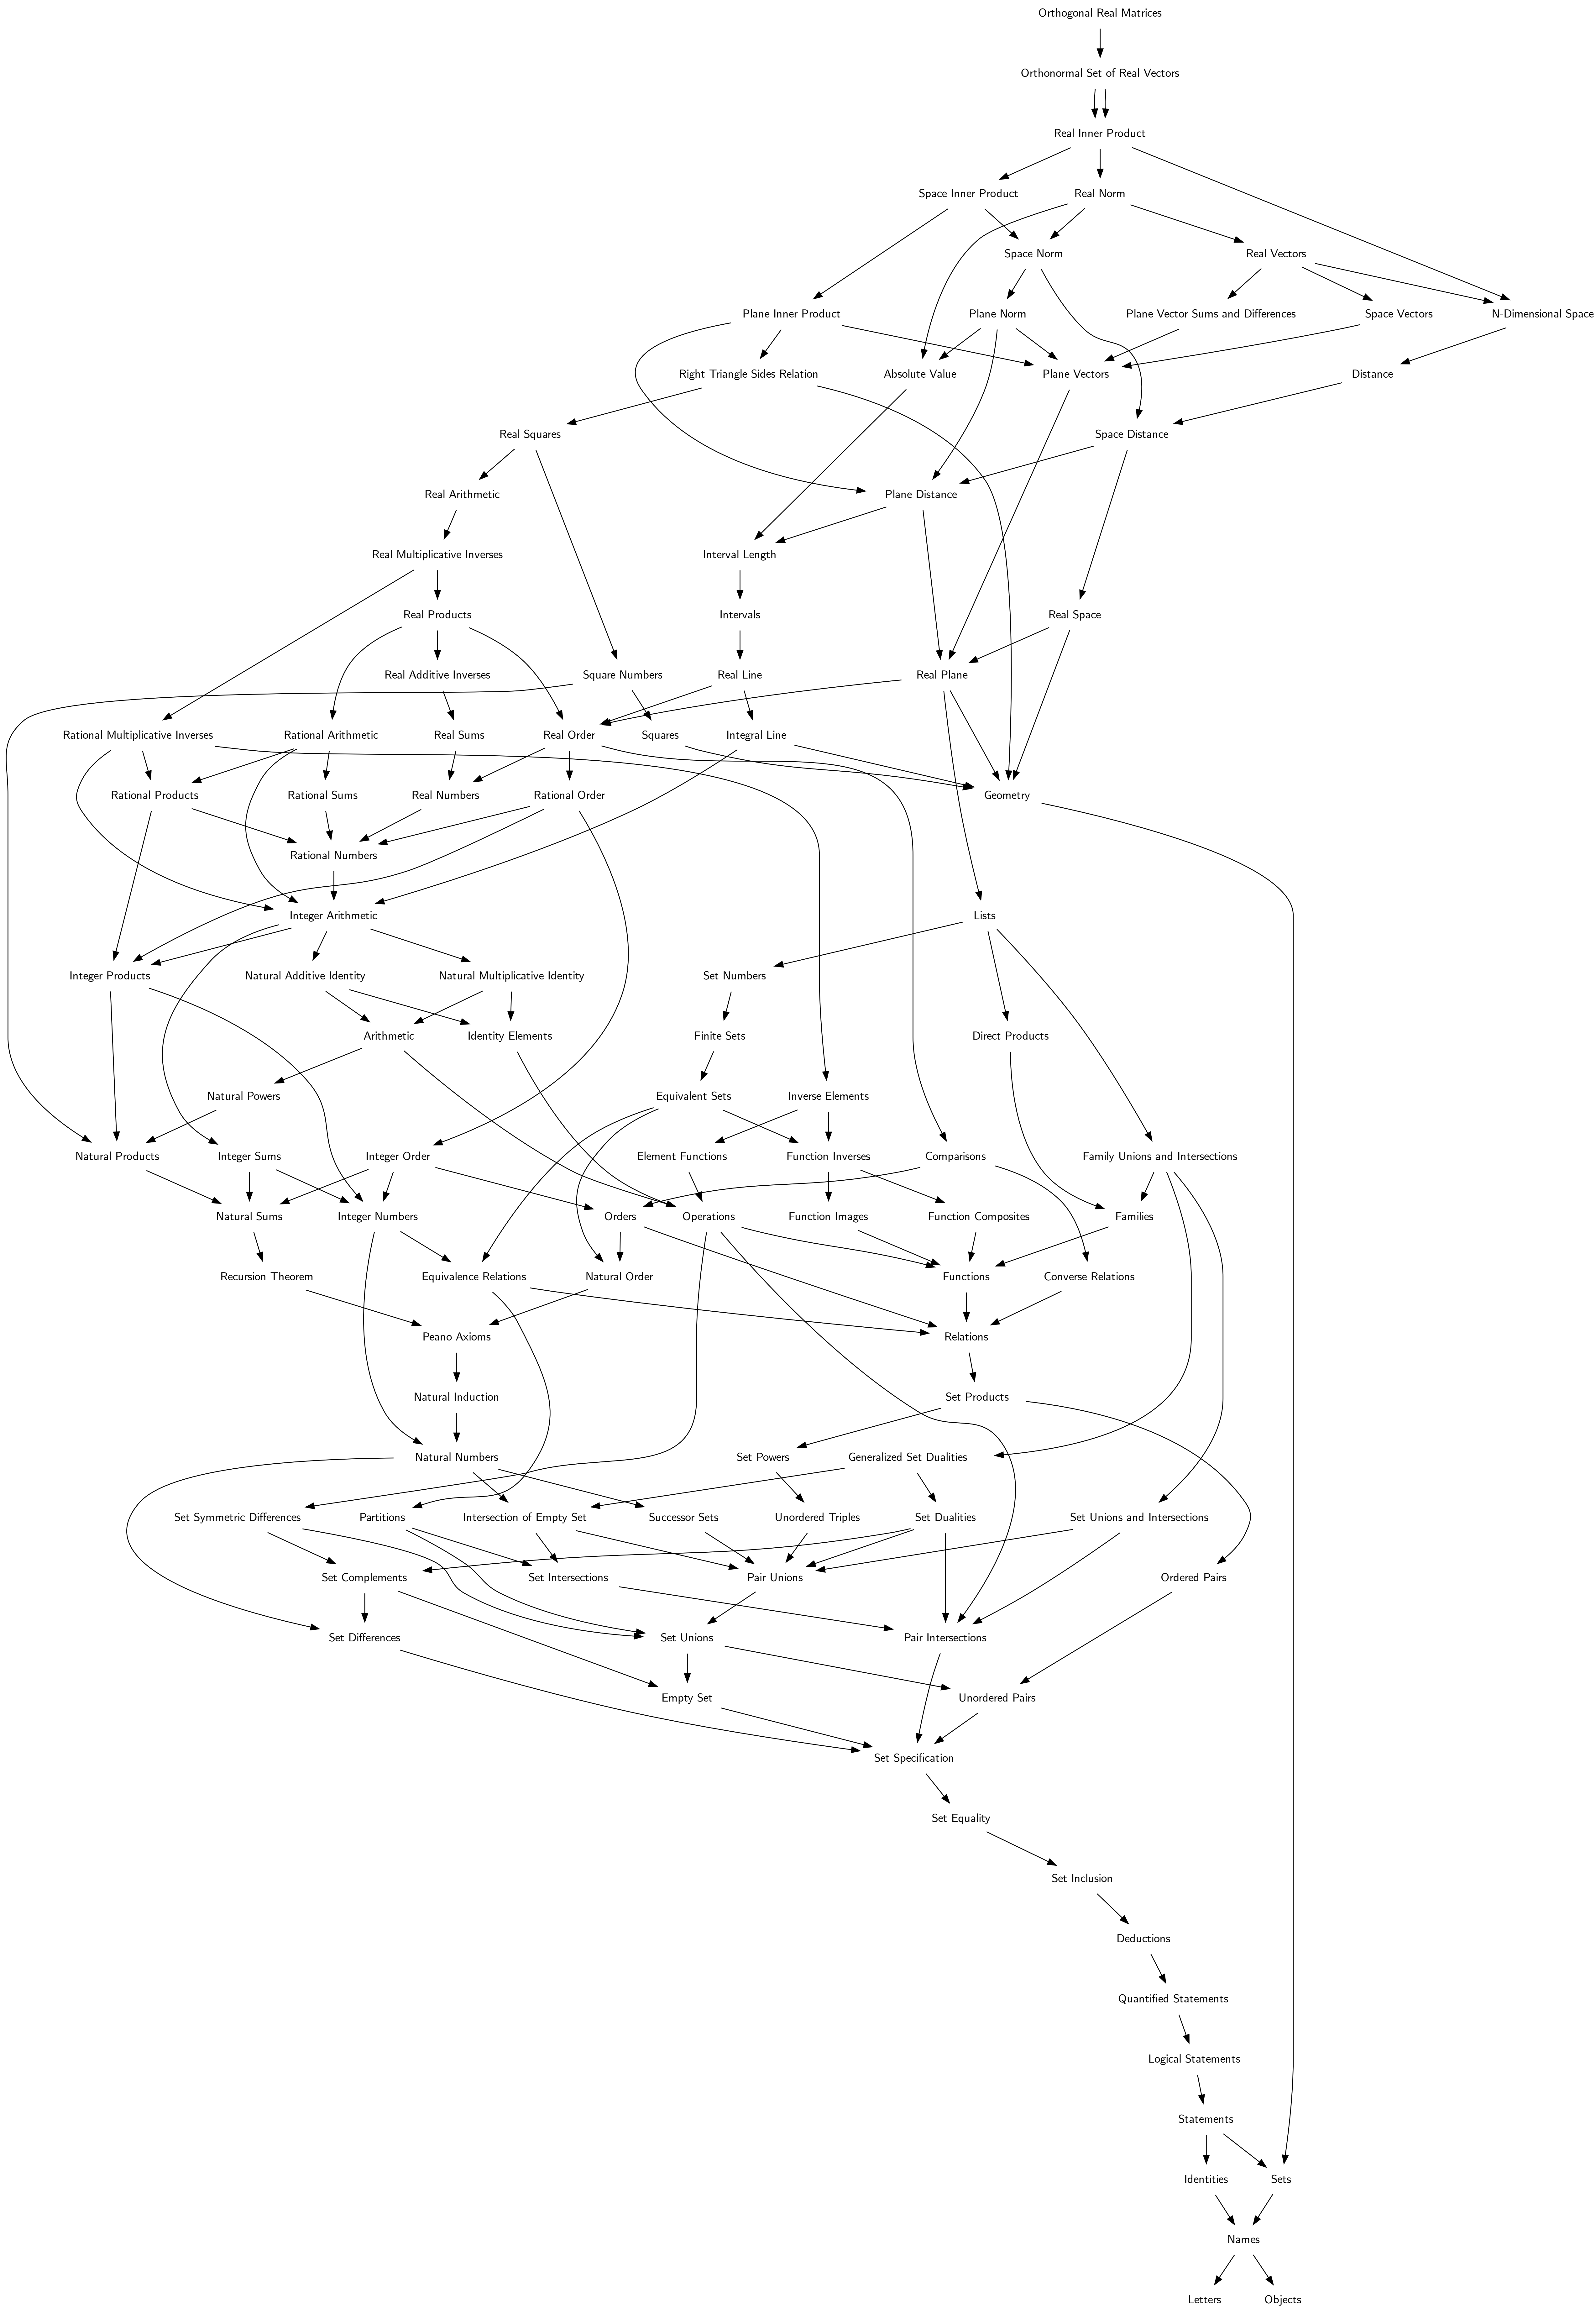 Orthogonal Real Matrices
Orthonormal Set of Real Vectors
Real Inner Product
Space Inner Product
Real Norm
Space Norm
Real Vectors
Plane Inner Product
Plane Norm
Plane Vector Sums and Differences
Space Vectors
N-Dimensional Space
Right Triangle Sides Relation
Absolute Value
Plane Vectors
Distance
Real Squares
Space Distance
Real Arithmetic
Plane Distance
Real Multiplicative Inverses
Interval Length
Real Products
Intervals
Real Space
Real Additive Inverses
Square Numbers
Real Line
Real Plane
Rational Multiplicative Inverses
Rational Arithmetic
Real Sums
Real Order
Squares
Integral Line
Rational Products
Rational Sums
Real Numbers
Rational Order
Geometry
Rational Numbers
Integer Arithmetic
Lists
Integer Products
Natural Additive Identity
Natural Multiplicative Identity
Set Numbers
Arithmetic
Identity Elements
Finite Sets
Direct Products
Natural Powers
Equivalent Sets
Inverse Elements
Natural Products
Integer Sums
Integer Order
Element Functions
Function Inverses
Comparisons
Family Unions and Intersections
Natural Sums
Integer Numbers
Orders
Operations
Function Images
Function Composites
Families
Recursion Theorem
Equivalence Relations
Natural Order
Functions
Converse Relations
Peano Axioms
Relations
Natural Induction
Set Products
Natural Numbers
Set Powers
Generalized Set Dualities
Set Symmetric Differences
Partitions
Intersection of Empty Set
Successor Sets
Unordered Triples
Set Dualities
Set Unions and Intersections
Set Complements
Set Intersections
Pair Unions
Ordered Pairs
Set Differences
Set Unions
Pair Intersections
Empty Set
Unordered Pairs
Set Specification
Set Equality
Set Inclusion
Deductions
Quantified Statements
Logical Statements
Statements
Identities
Sets
Names
Letters
Objects